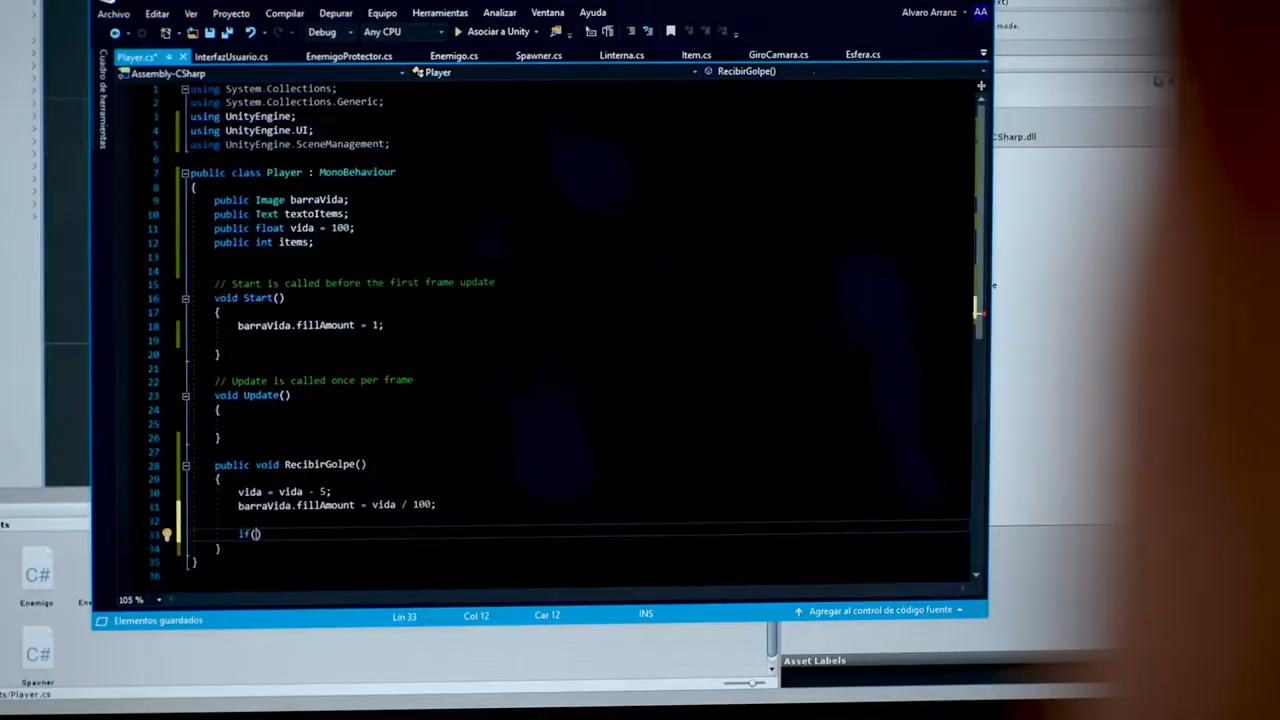 Archivo Editar Ver Proyecto Compilar Depurar Equipo Herramientas Analizar Ventana Ayuda Alvaro Arranz AA
Debug Any CPU Asociar a Unity
mode.
Player.cs* InterfazUsuario.cs EnemigoProtector.cs Enemigo.cs Spawner.cs Linterna.cs Item.cs GiroCamara.cs Esfera.cs
Assembly-CSharp Player RecibirGolpe()
Cuadro de herramientas
CSharp.dll
1 using System.Collections;
2 using System.Collections.Generic;
3 using UnityEngine;
4 using UnityEngine.UI;
5 using UnityEngine.SceneManagement;
6
7 public class Player : MonoBehaviour
8 {
9 public Image barraVida;
10 public Text textoItems;
11 public float vida = 100;
12 public int items;
13
14
15 // Start is called before the first frame update
16 void Start()
17 {
18 barraVida.fillAmount = 1;
19
20 }
21
22 // Update is called once per frame
23 void Update()
24 {
25
26 }
27
28 public void RecibirGolpe()
29 {
30 vida = vida - 5;
31 barraVida.fillAmount = vida / 100;
32
33 if()
34 }
35 }
36
105 %
Elementos guardados Lín 33 Col 12 Car 12 INS Agregar al control de código fuente
C#
Enemigo
C#
Spawner
ts/Player.cs
Asset Labels